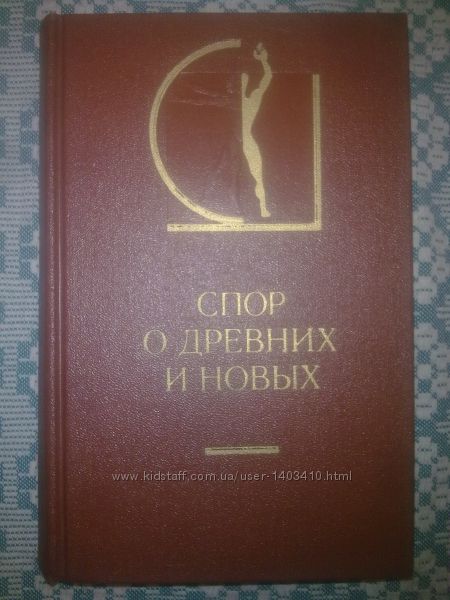 СПОР
О ДРЕВНИХ
И НОВЫХ
www.kidstaff.com.ua/user-1403410.html